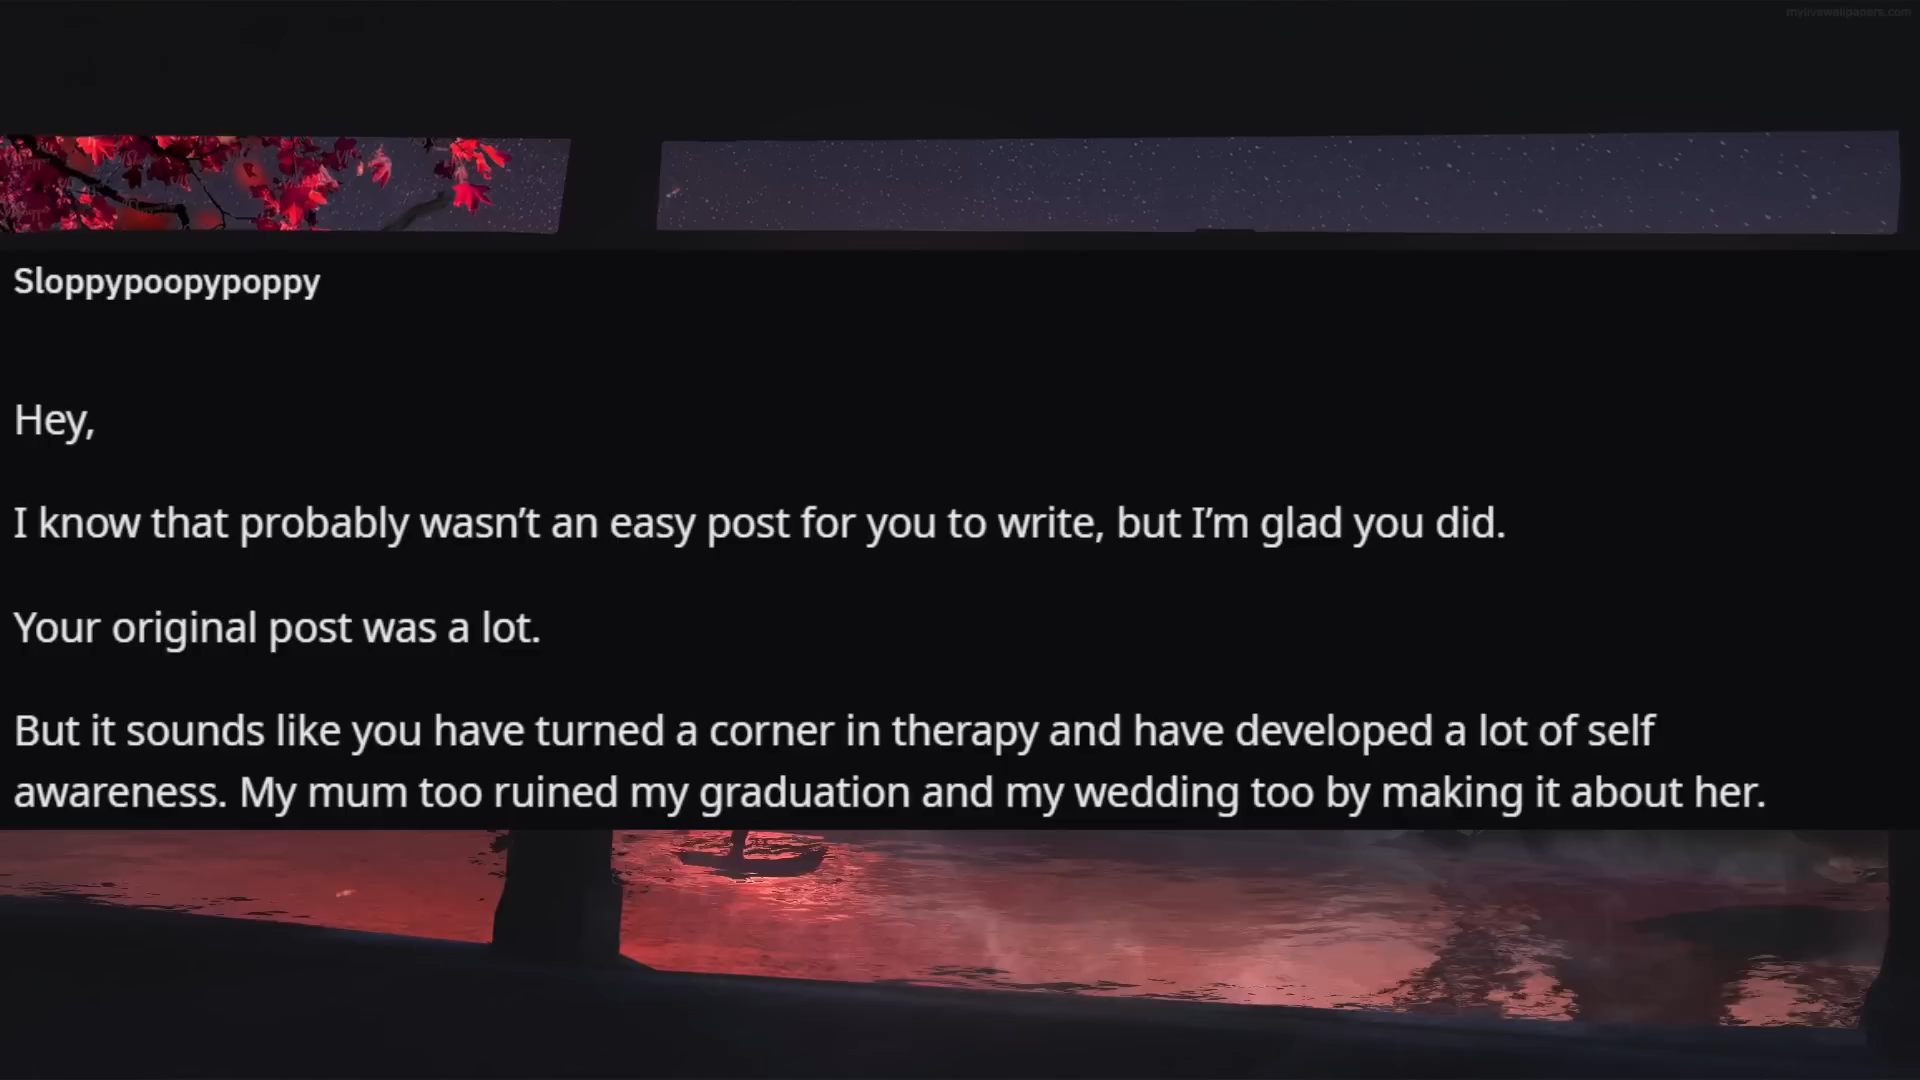 mylivewallpapers.com
Sloppypoopypoppy
Hey,
I know that probably wasn’t an easy post for you to write, but I’m glad you did.
Your original post was a lot.
But it sounds like you have turned a corner in therapy and have developed a lot of self
awareness. My mum too ruined my graduation and my wedding too by making it about her.